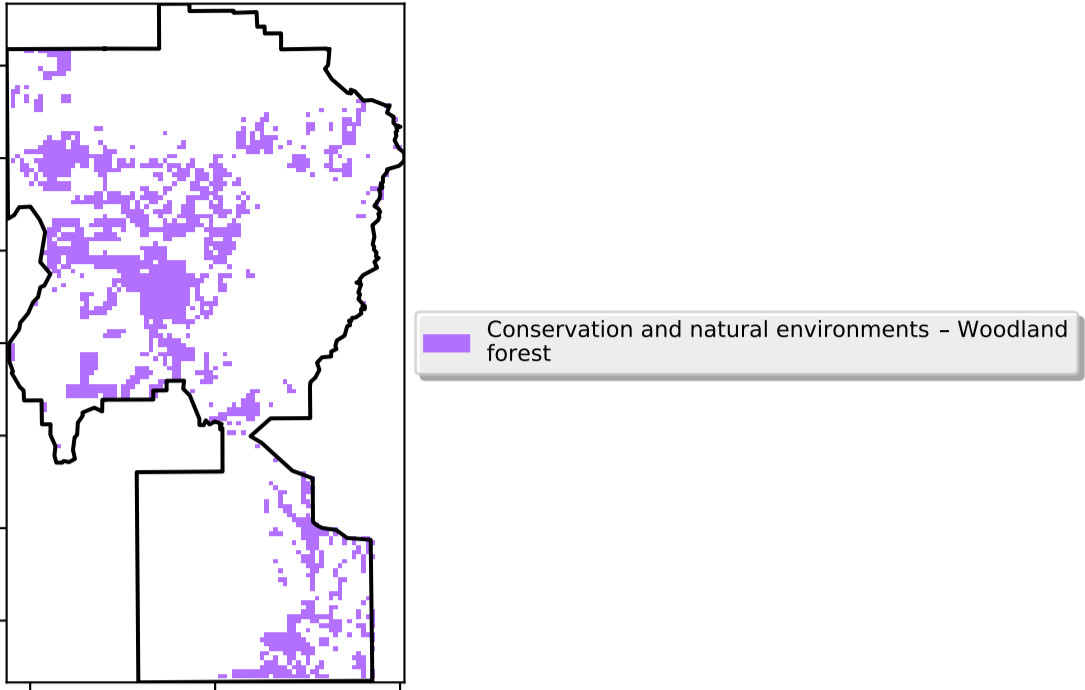 Conservation and natural environments – Woodland
forest